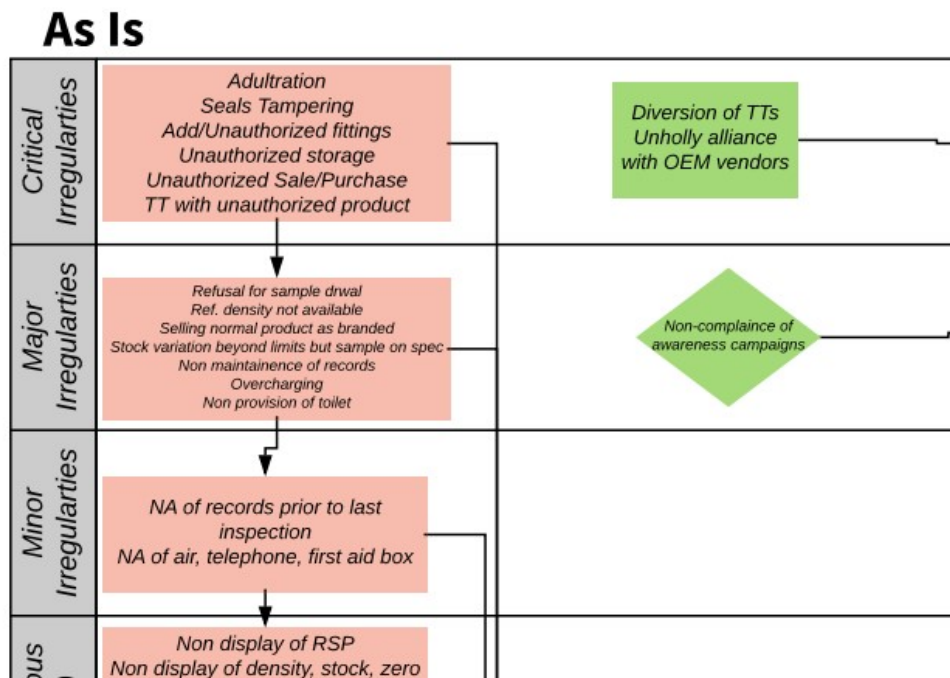 As Is
Critical
Irregularties
Adultration
Seals Tampering
Add/Unauthorized fittings
Unauthorized storage
Unauthorized Sale/Purchase
TT with unauthorized product
Diversion of TTs
Unholly alliance
with OEM vendors
Major
Irregularties
Refusal for sample drwal
Ref. density not available
Selling normal product as branded
Stock variation beyond limits but sample on spec
Non maintainence of records
Overcharging
Non provision of toilet
Non-complaince of
awareness campaigns
Minor
Irregularties
NA of records prior to last
inspection
NA of air, telephone, first aid box
Non display of RSP
Non display of density, stock, zero